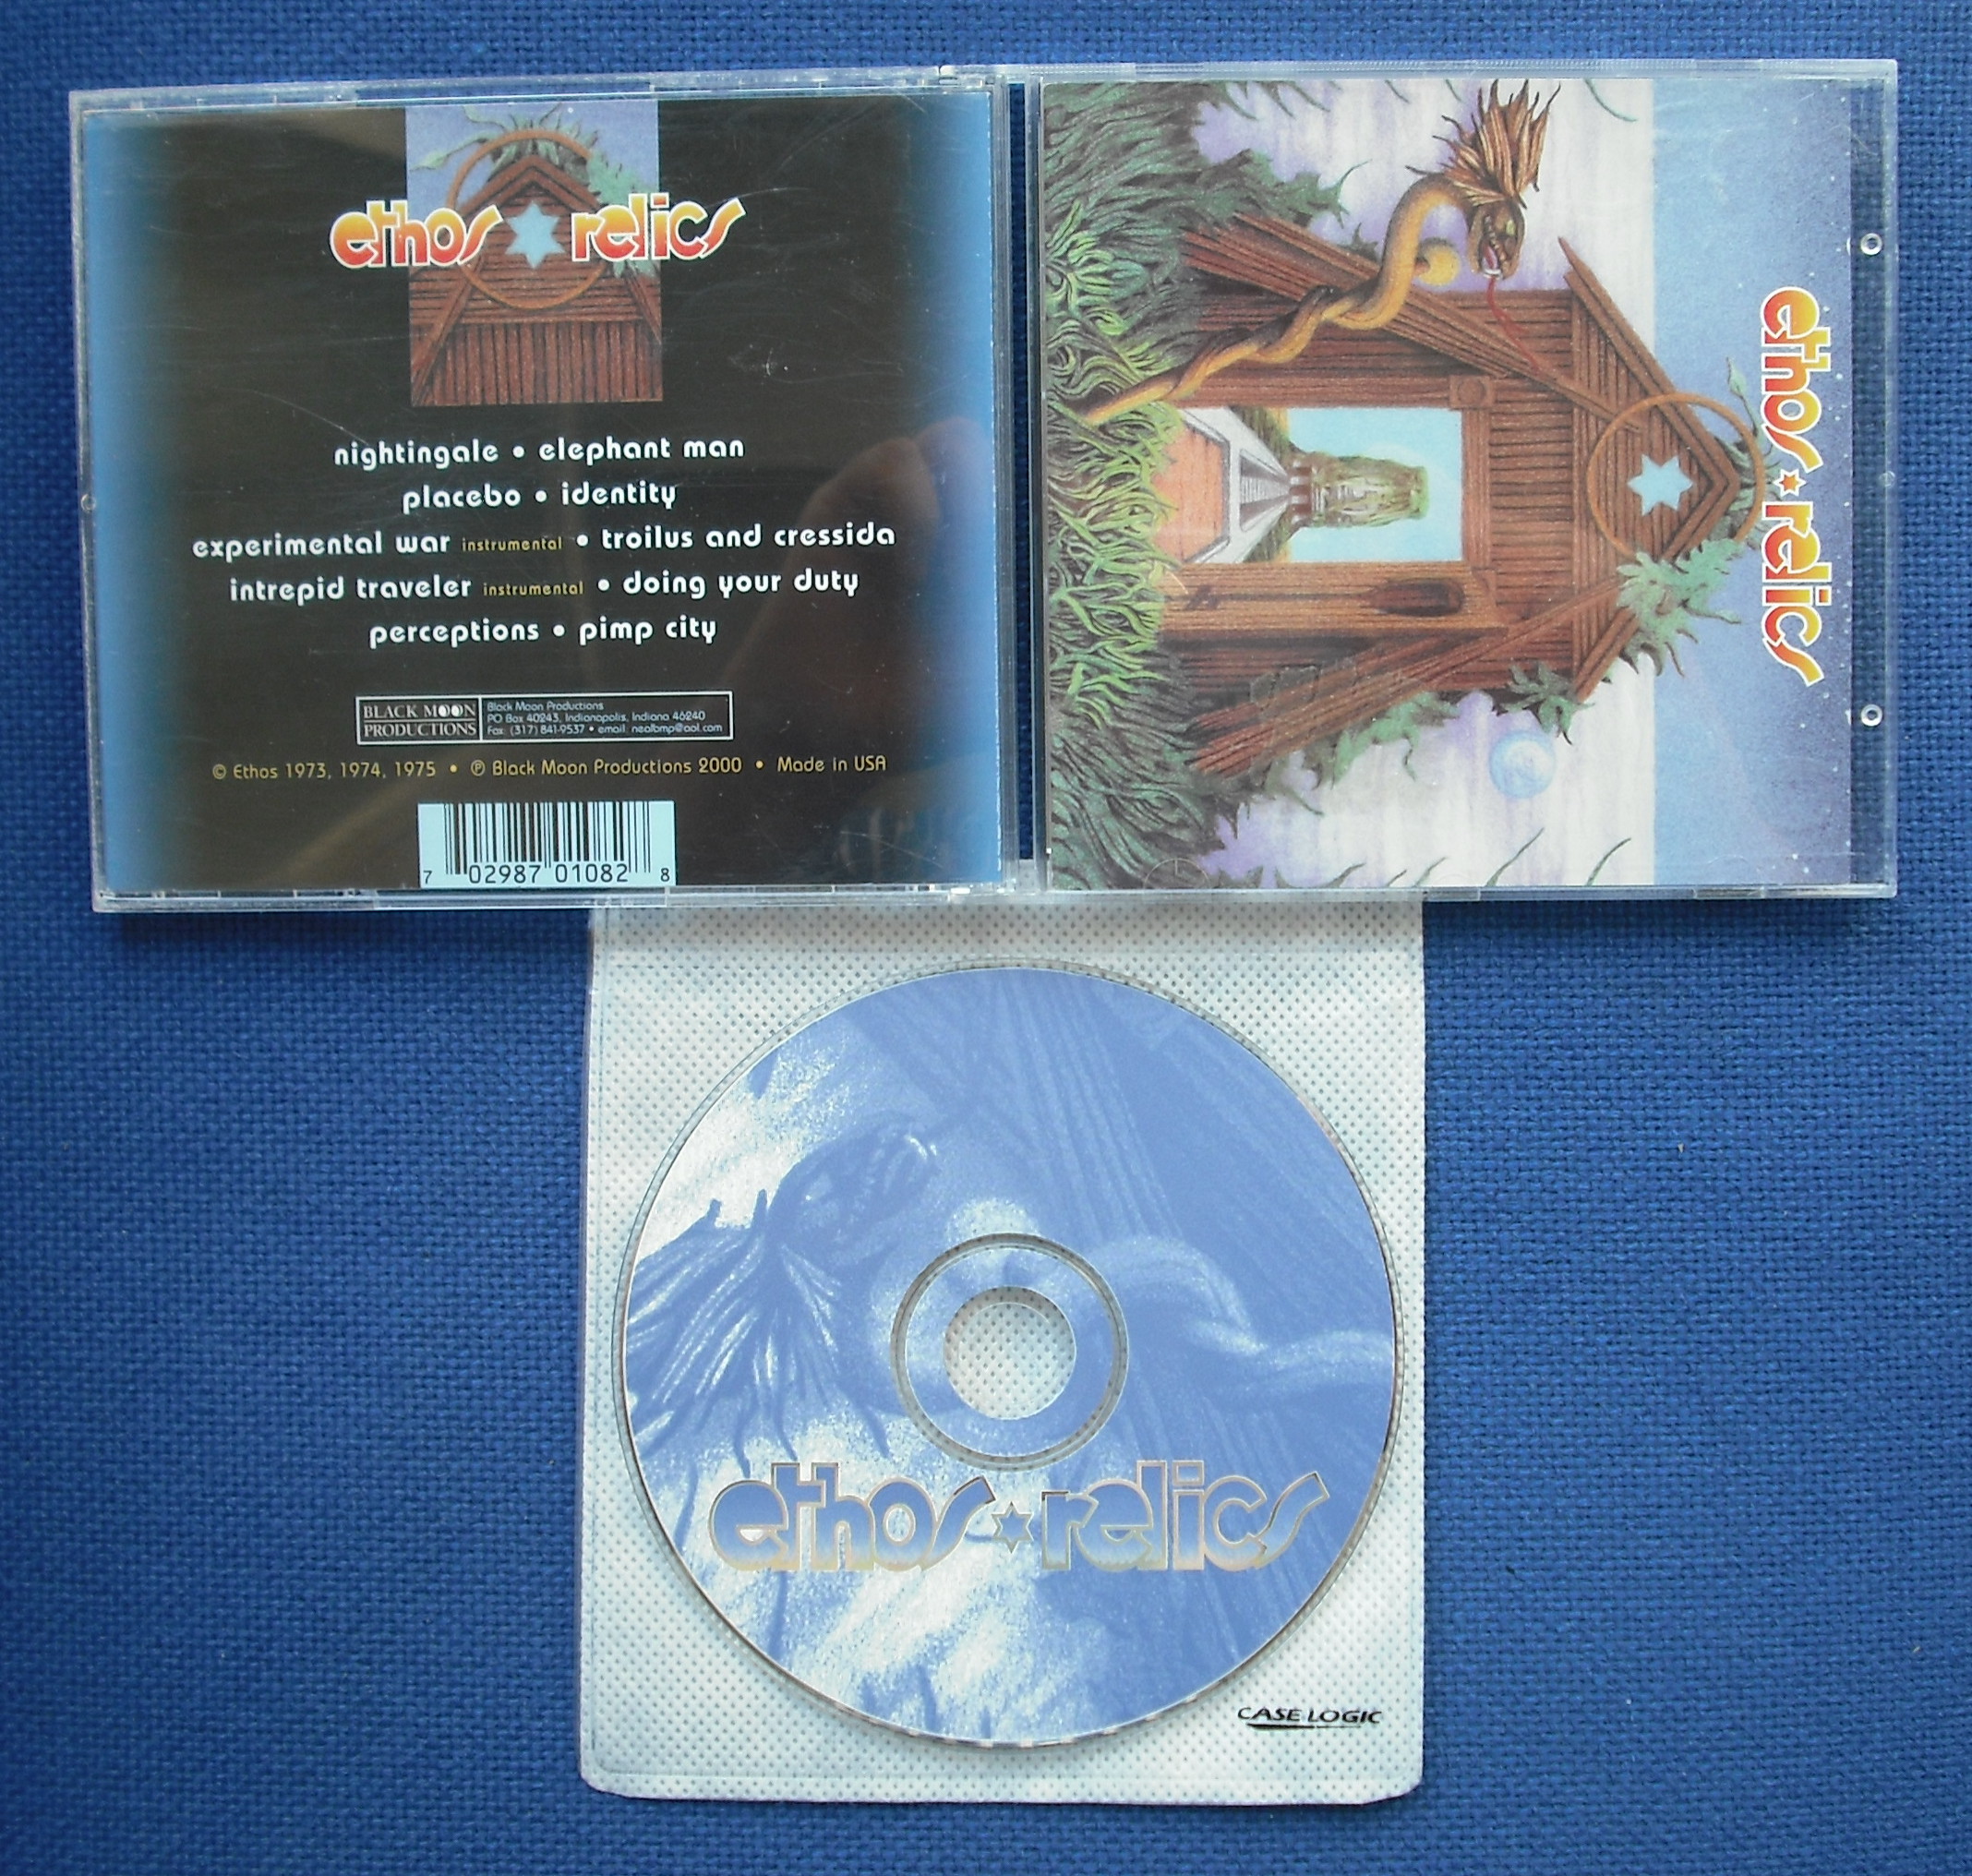 ethos relics
nightingale • elephant man
placebo • identity
experimental war instrumental • troilus and cressida
intrepid traveler instrumental • doing your duty
perceptions • pimp city
BLACK MOON
PRODUCTIONS
Black Moon Productions
PO Box 40243, Indianapolis, Indiana 46240
Fax: (317) 841-9537 • email: nealbmp@aol.com
© Ethos 1973, 1974, 1975 • ℗ Black Moon Productions 2000 • Made in USA
7 02987 01082 8
ethos relics
ethos relics
CASE LOGIC